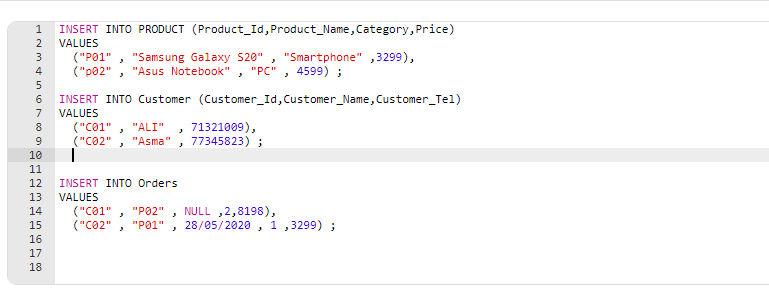 1 INSERT INTO PRODUCT (Product_Id,Product_Name,Category,Price)
2 VALUES
3 ("P01" , "Samsung Galaxy S20" , "Smartphone" ,3299),
4 ("p02" , "Asus Notebook" , "PC" , 4599) ;
5
6 INSERT INTO Customer (Customer_Id,Customer_Name,Customer_Tel)
7 VALUES
8 ("C01" , "ALI"  , 71321009),
9 ("C02" , "Asma" , 77345823) ;
10
11
12 INSERT INTO Orders
13 VALUES
14 ("C01" , "P02" , NULL ,2,8198),
15 ("C02" , "P01" , 28/05/2020 , 1 ,3299) ;
16
17
18